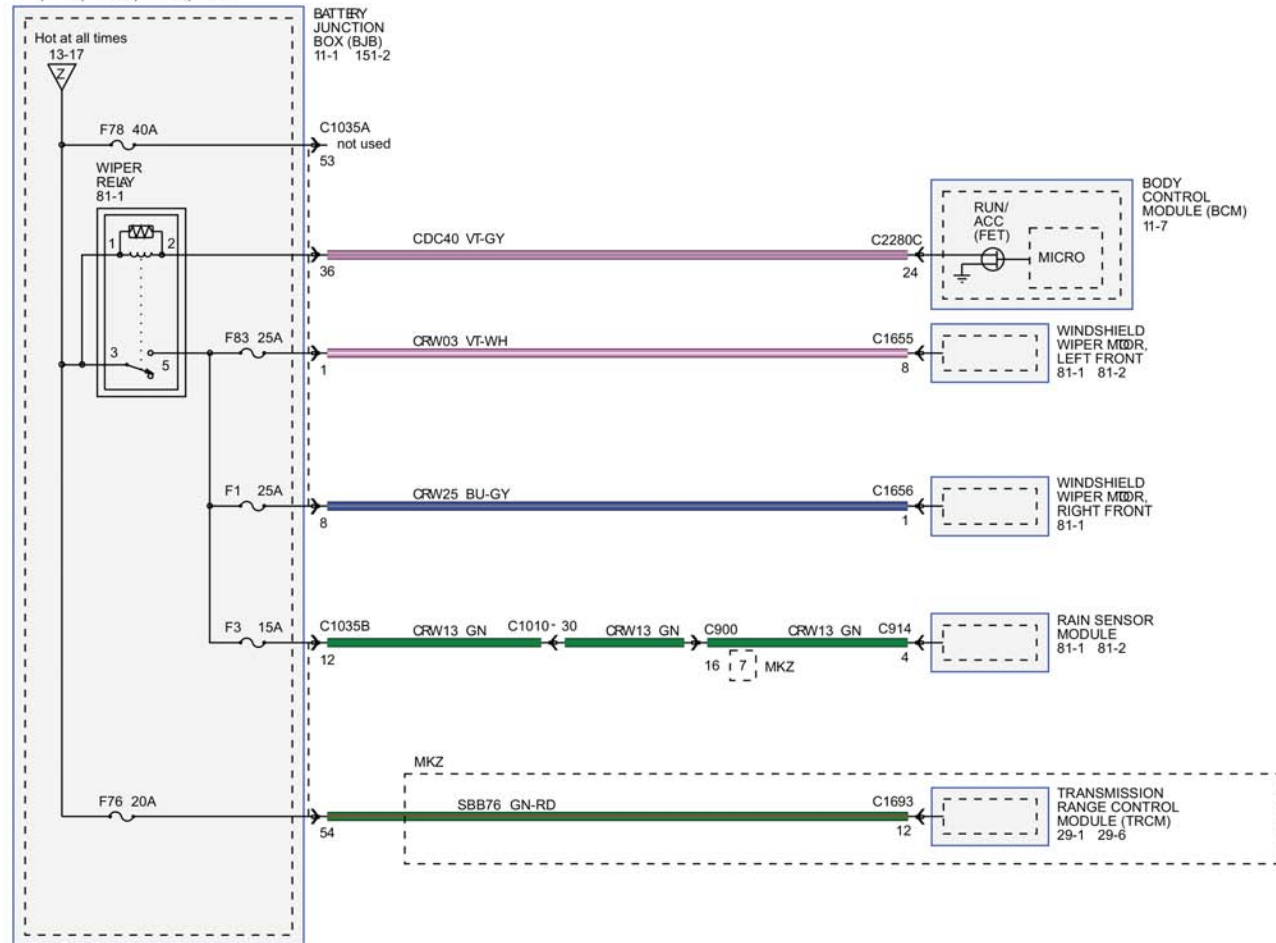 BATTERY
JUNCTION
BOX (BJB)
11-1 151-2
Hot at all times
13-17
Z
F78 40A
C1035A
not used
53
WIPER
RELAY
81-1
1 2
3
5
CDC40 VT-GY
36
C2280C
24
RUN/
ACC
(FET)
MICRO
BODY
CONTROL
MODULE (BCM)
11-7
F83 25A
CRW03 VT-WH
1
C1655
8
WINDSHIELD
WIPER MOTOR,
LEFT FRONT
81-1 81-2
F1 25A
CRW25 BU-GY
8
C1656
1
WINDSHIELD
WIPER MOTOR,
RIGHT FRONT
81-1
F3 15A
C1035B
12
CRW13 GN
C1010- 30
CRW13 GN
C900
16 7 MKZ
CRW13 GN
C914
4
RAIN SENSOR
MODULE
81-1 81-2
MKZ
F76 20A
54
SBB76 GN-RD
C1693
12
TRANSMISSION
RANGE CONTROL
MODULE (TRCM)
29-1 29-6